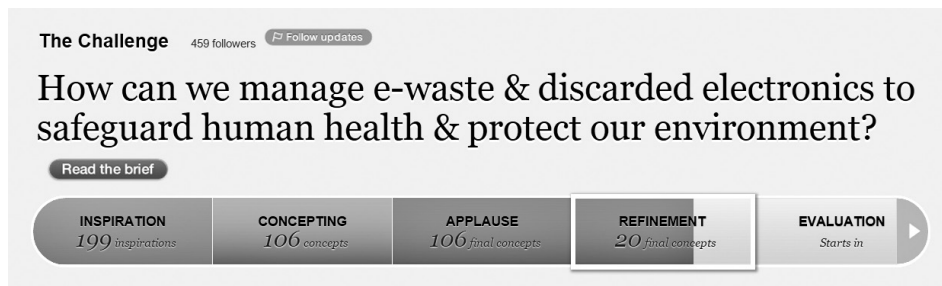 The Challenge 459 followers Follow updates
How can we manage e-waste & discarded electronics to
safeguard human health & protect our environment?
Read the brief
INSPIRATION CONCEPTING APPLAUSE REFINEMENT EVALUATION
199 inspirations 106 concepts 106 final concepts 20 final concepts Starts in